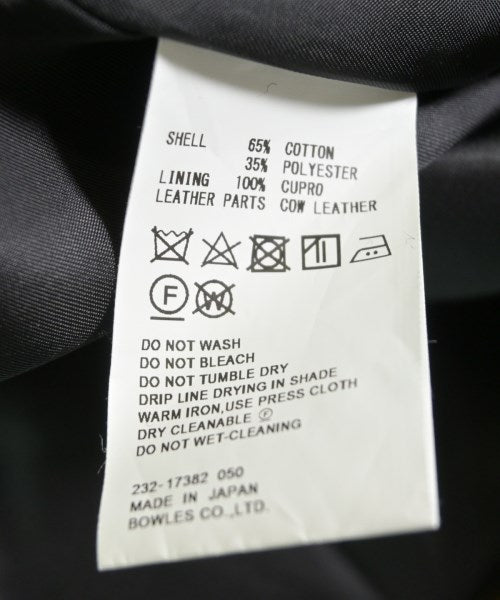 SHELL 65% COTTON
35% POLYESTER
LINING 100% CUPRO
LEATHER PARTS COW LEATHER
F W
DO NOT WASH
DO NOT BLEACH
DO NOT TUMBLE DRY
DRIP LINE DRYING IN SHADE
WARM IRON,USE PRESS CLOTH
DRY CLEANABLE Ⓕ
DO NOT WET-CLEANING
232-17382 050
MADE IN JAPAN
BOWLES CO.,LTD.